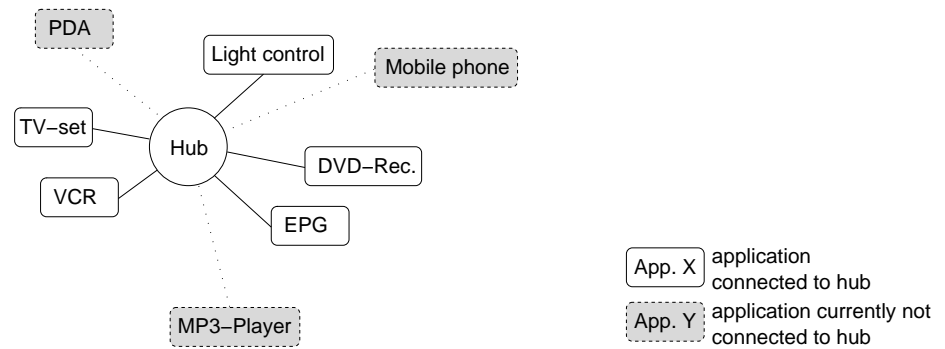 PDA
Light control
Mobile phone
TV−set
Hub
DVD−Rec.
VCR
EPG
MP3−Player
App. X
application
connected to hub
App. Y
application currently not
connected to hub